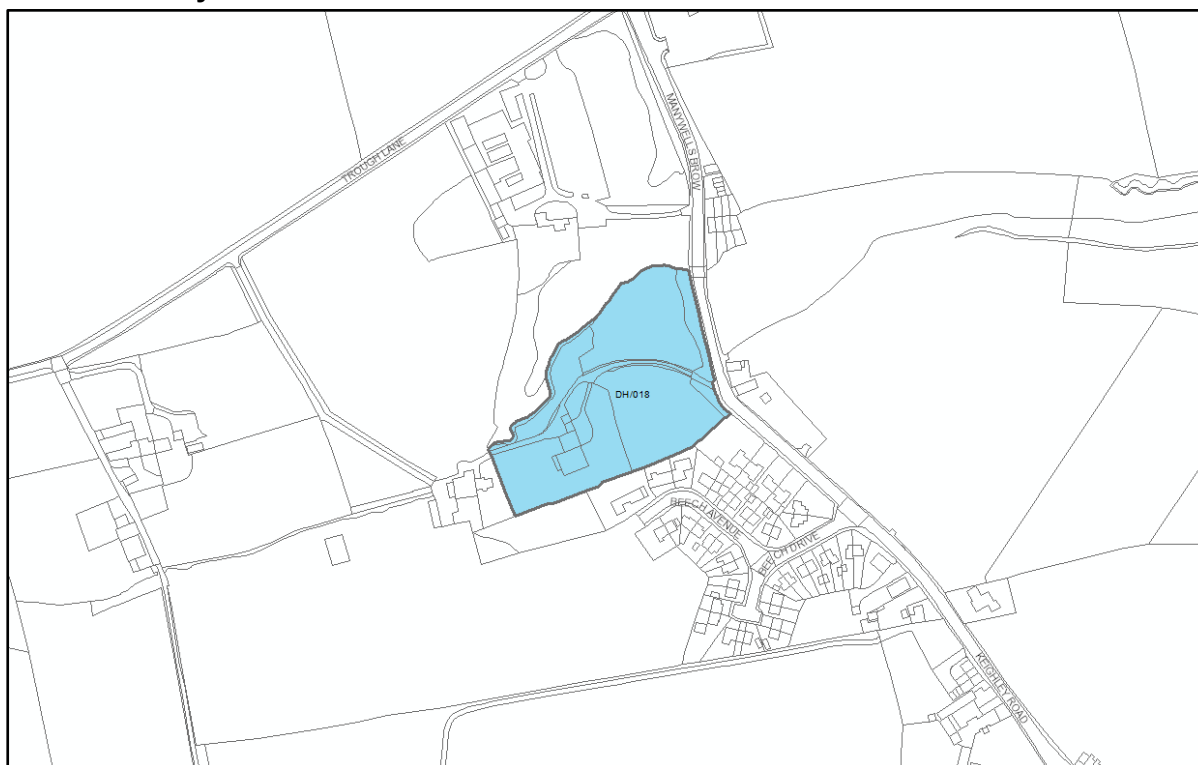 TROUGH LANE
MANYWELLS BROW
DH/018
BEECH AVENUE
BEECH DRIVE
KEIGHLEY ROAD